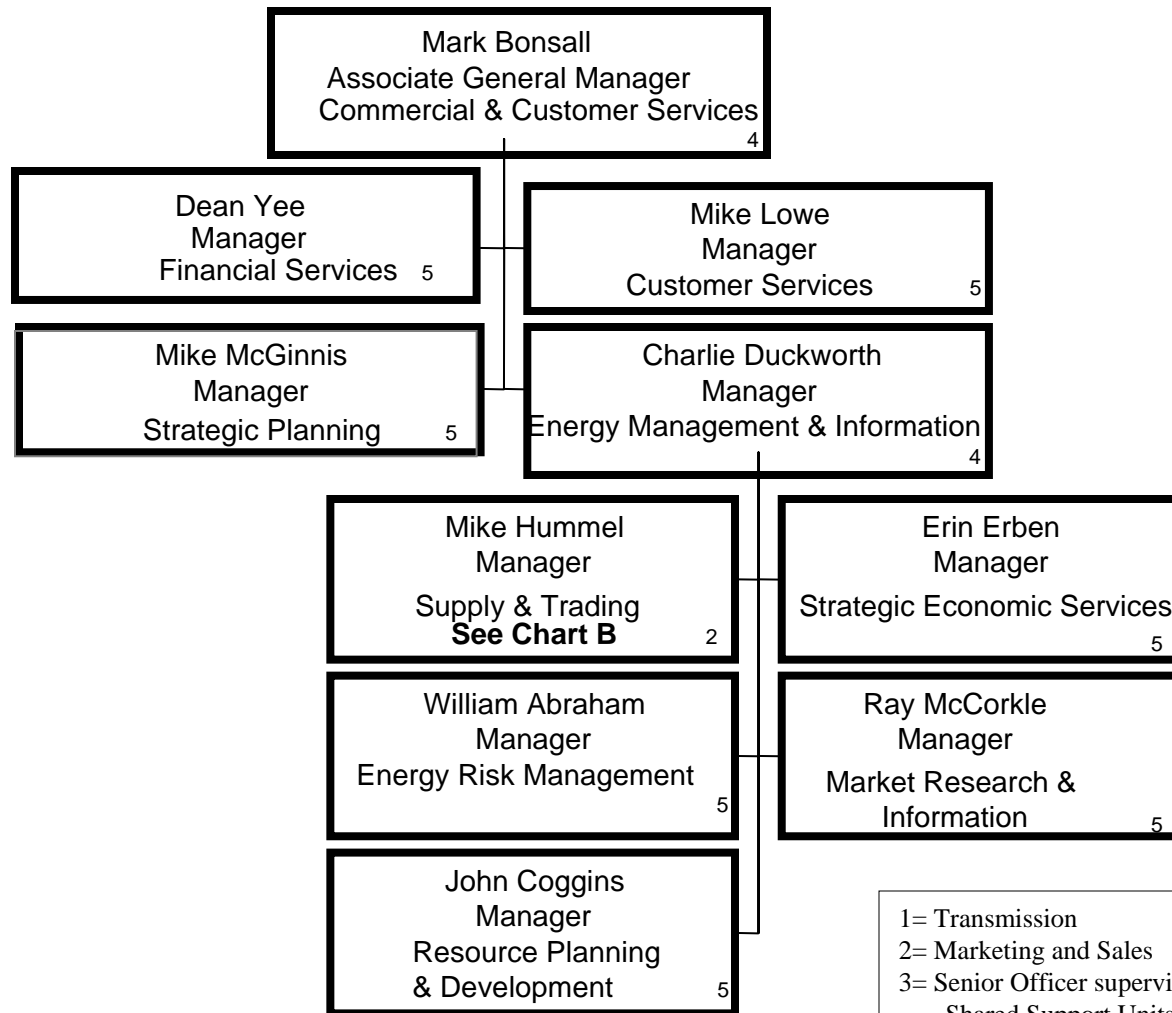 Mark Bonsall
Associate General Manager
Commercial & Customer Services
4
Dean Yee
Manager
Financial Services 5
Mike Lowe
Manager
Customer Services 5
Mike McGinnis
Manager
Strategic Planning 5
Charlie Duckworth
Manager
Energy Management & Information
4
Mike Hummel
Manager
Supply & Trading
See Chart B 2
Erin Erben
Manager
Strategic Economic Services
5
William Abraham
Manager
Energy Risk Management
5
Ray McCorkle
Manager
Market Research &
Information 5
John Coggins
Manager
Resource Planning
& Development 5
1= Transmission
2= Marketing and Sales
3= Senior Officer